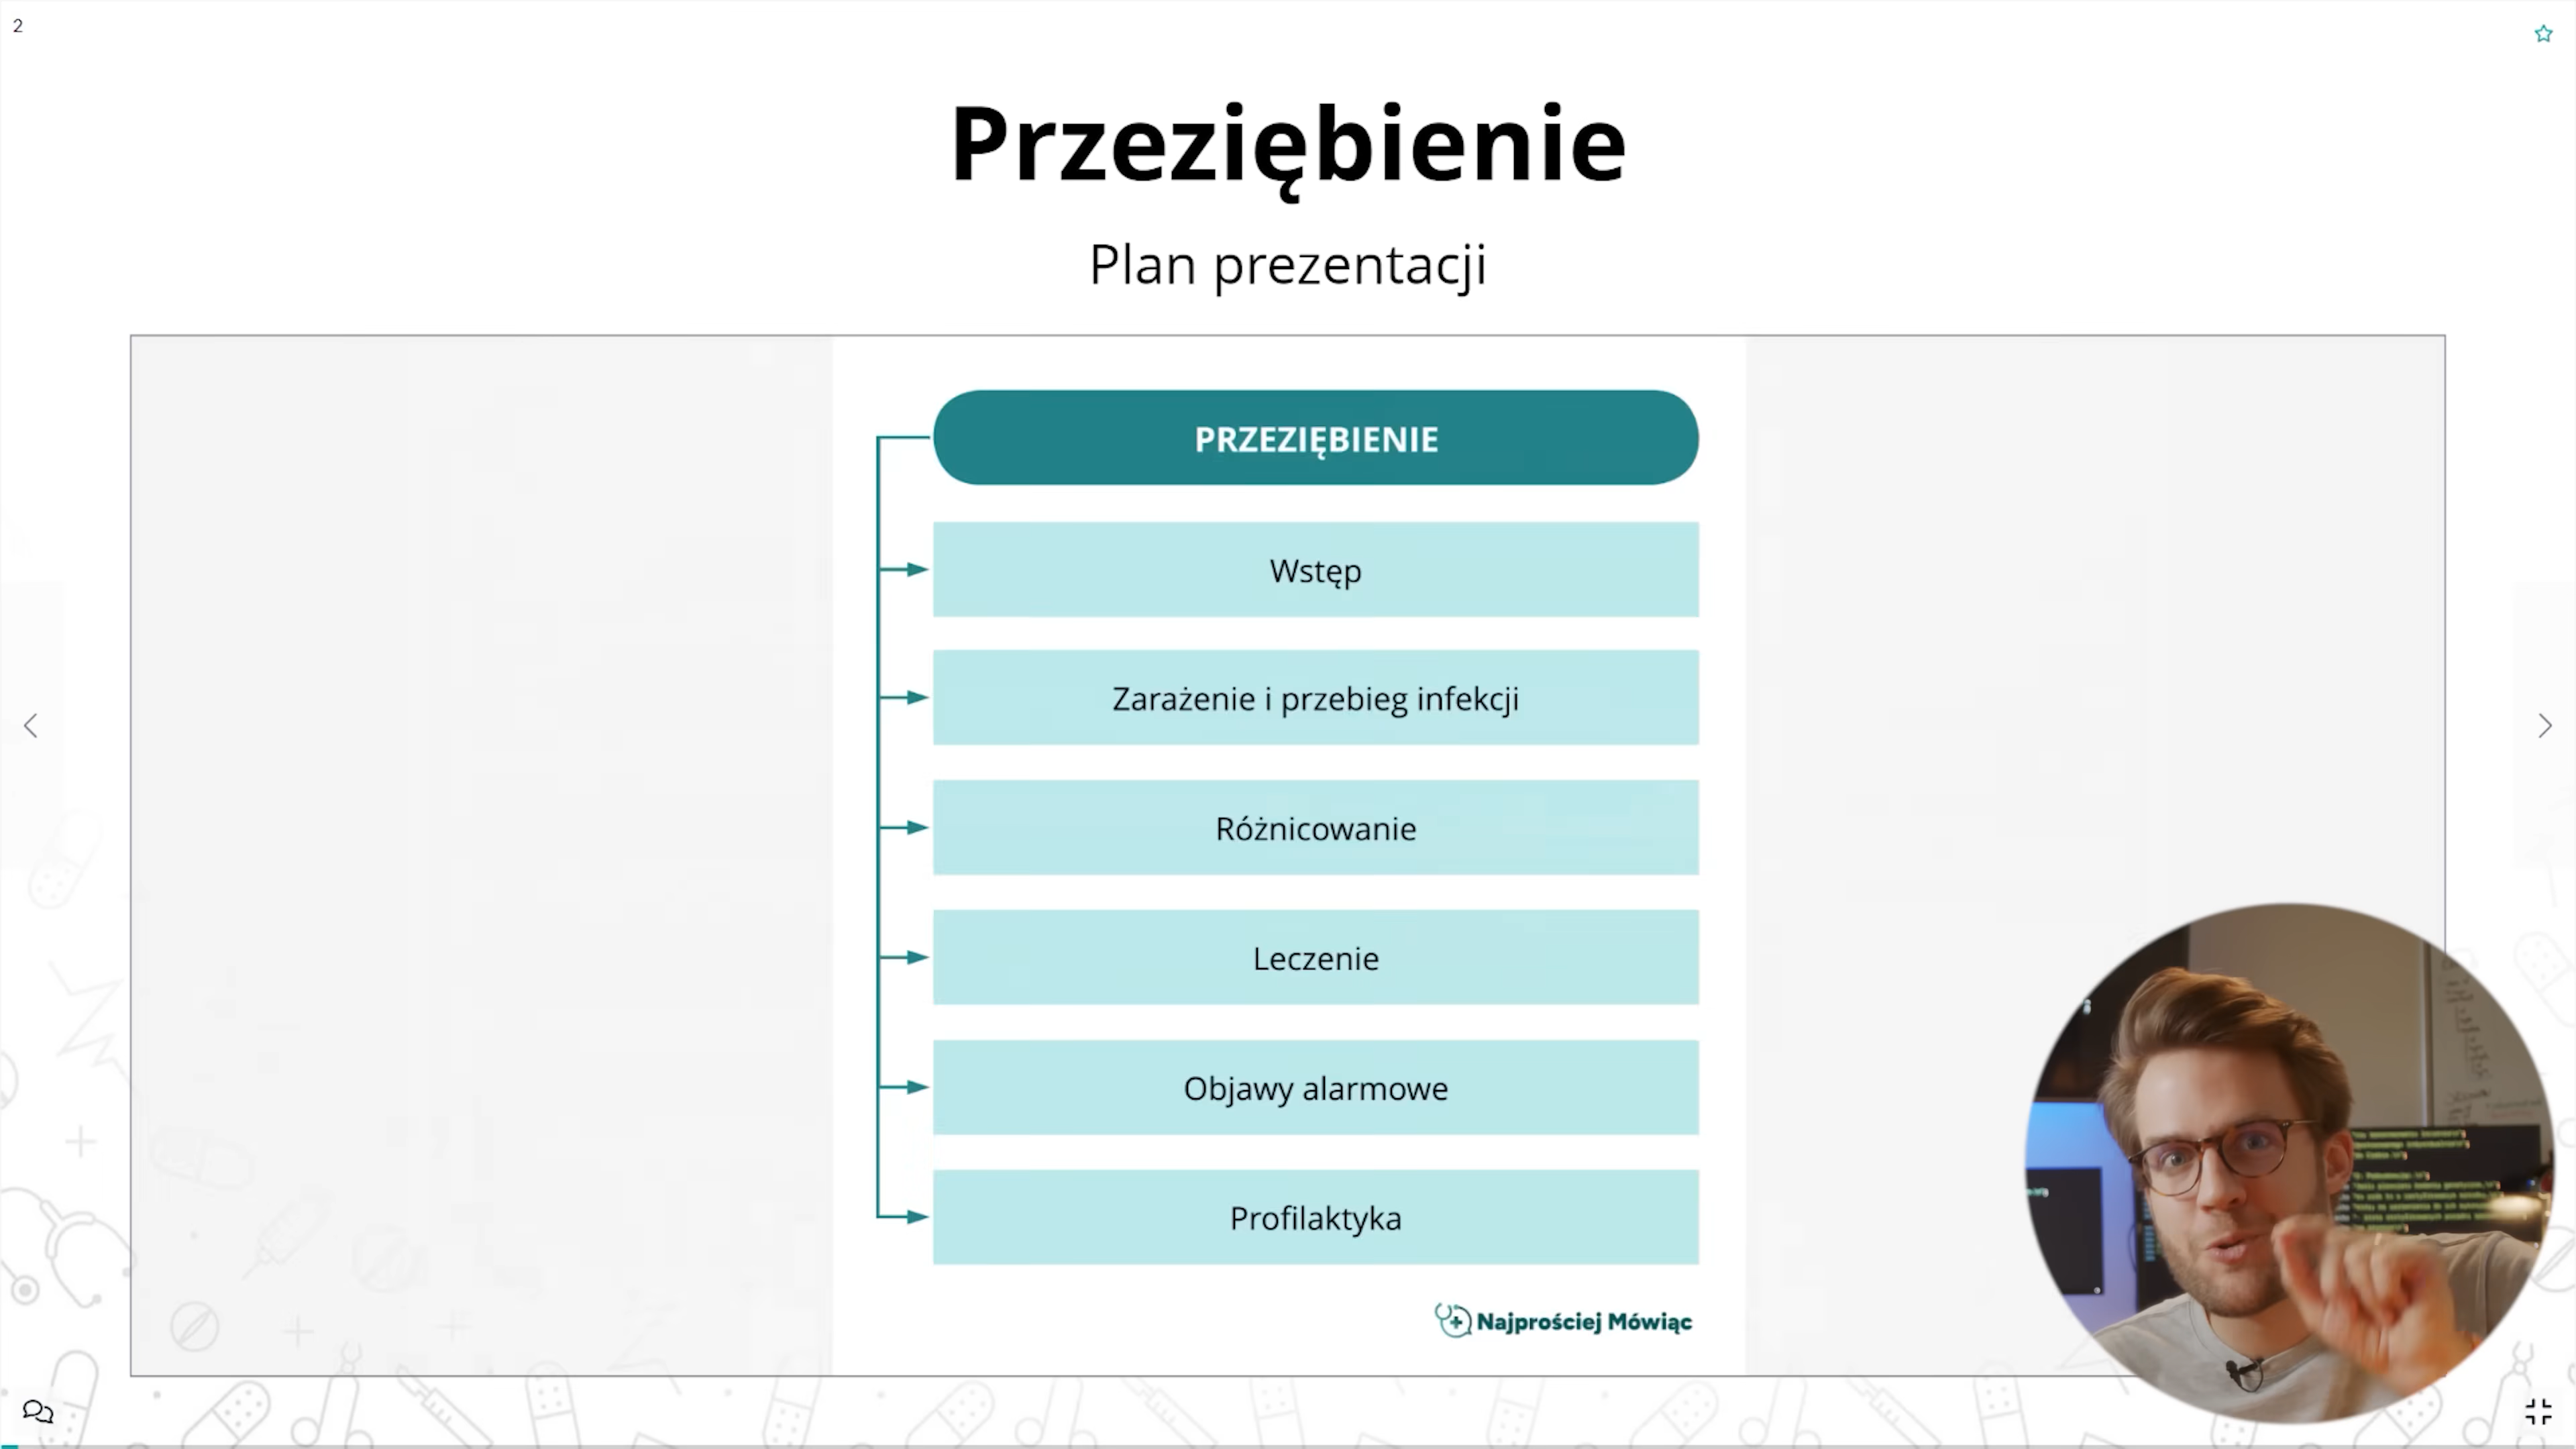 2
Przeziębienie
Plan prezentacji
PRZEZIĘBIENIE
Wstęp
Zarażenie i przebieg infekcji
Różnicowanie
Leczenie
Objawy alarmowe
Profilaktyka
Najprościej Mówiąc